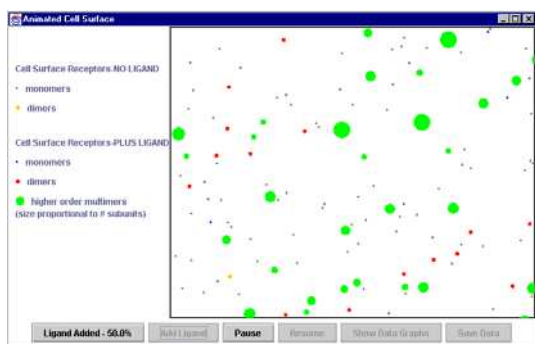 Animated Cell Surface
Cell Surface Receptors-NO LIGAND
monomers
dimers
Cell Surface Receptors-PLUS LIGAND
monomers
dimers
higher order multimers
(size proportional to # subunits)
Ligand Added - 50.0%
Add Ligand
Pause
Resume
Show Data Graphs
Save Data